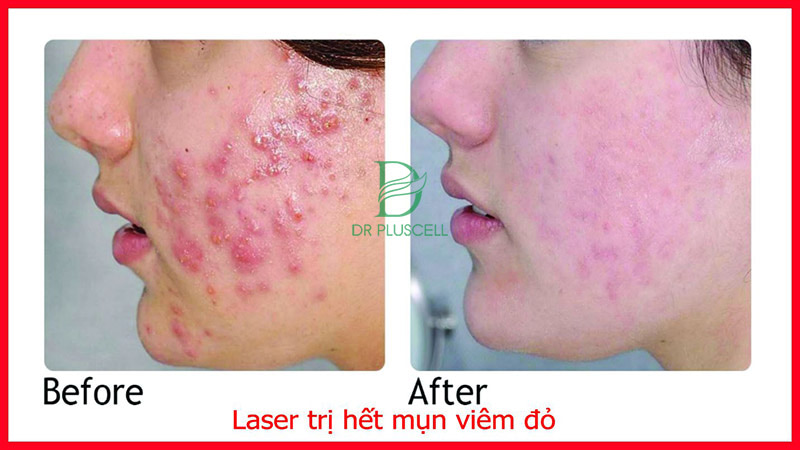 DR PLUSCELL
Before
After
Laser trị hết mụn viêm đỏ